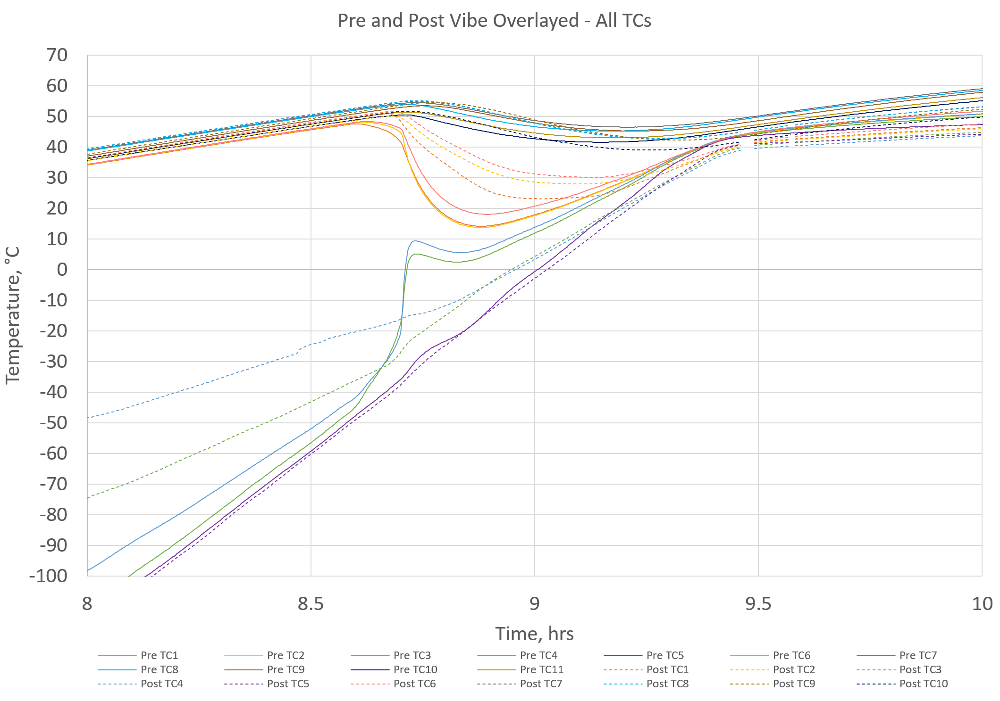 Pre and Post Vibe Overlayed - All TCs
70
60
50
40
30
20
10
0
-10
-20
-30
-40
-50
-60
-70
-80
-90
-100
Temperature, °C
8 8.5 9 9.5 10
Time, hrs
Pre TC1 Pre TC2 Pre TC3 Pre TC4 Pre TC5 Pre TC6 Pre TC7
Pre TC8 Pre TC9 Pre TC10 Pre TC11 Post TC1 Post TC2 Post TC3
Post TC4 Post TC5 Post TC6 Post TC7 Post TC8 Post TC9 Post TC10